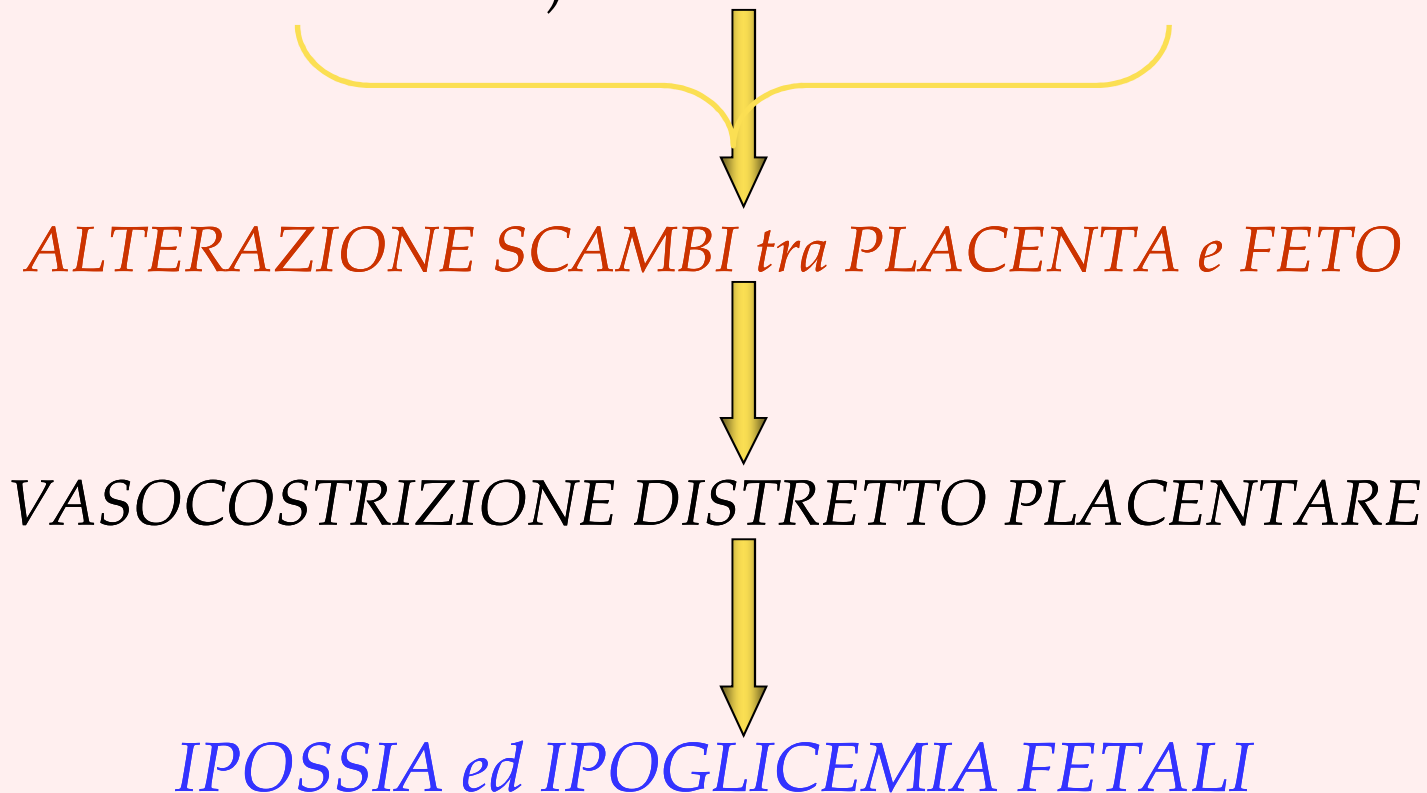 ALTERAZIONE SCAMBI tra PLACENTA e FETO
VASOCOSTRIZIONE DISTRETTO PLACENTARE
IPOSSIA ed IPOGLICEMIA FETALI